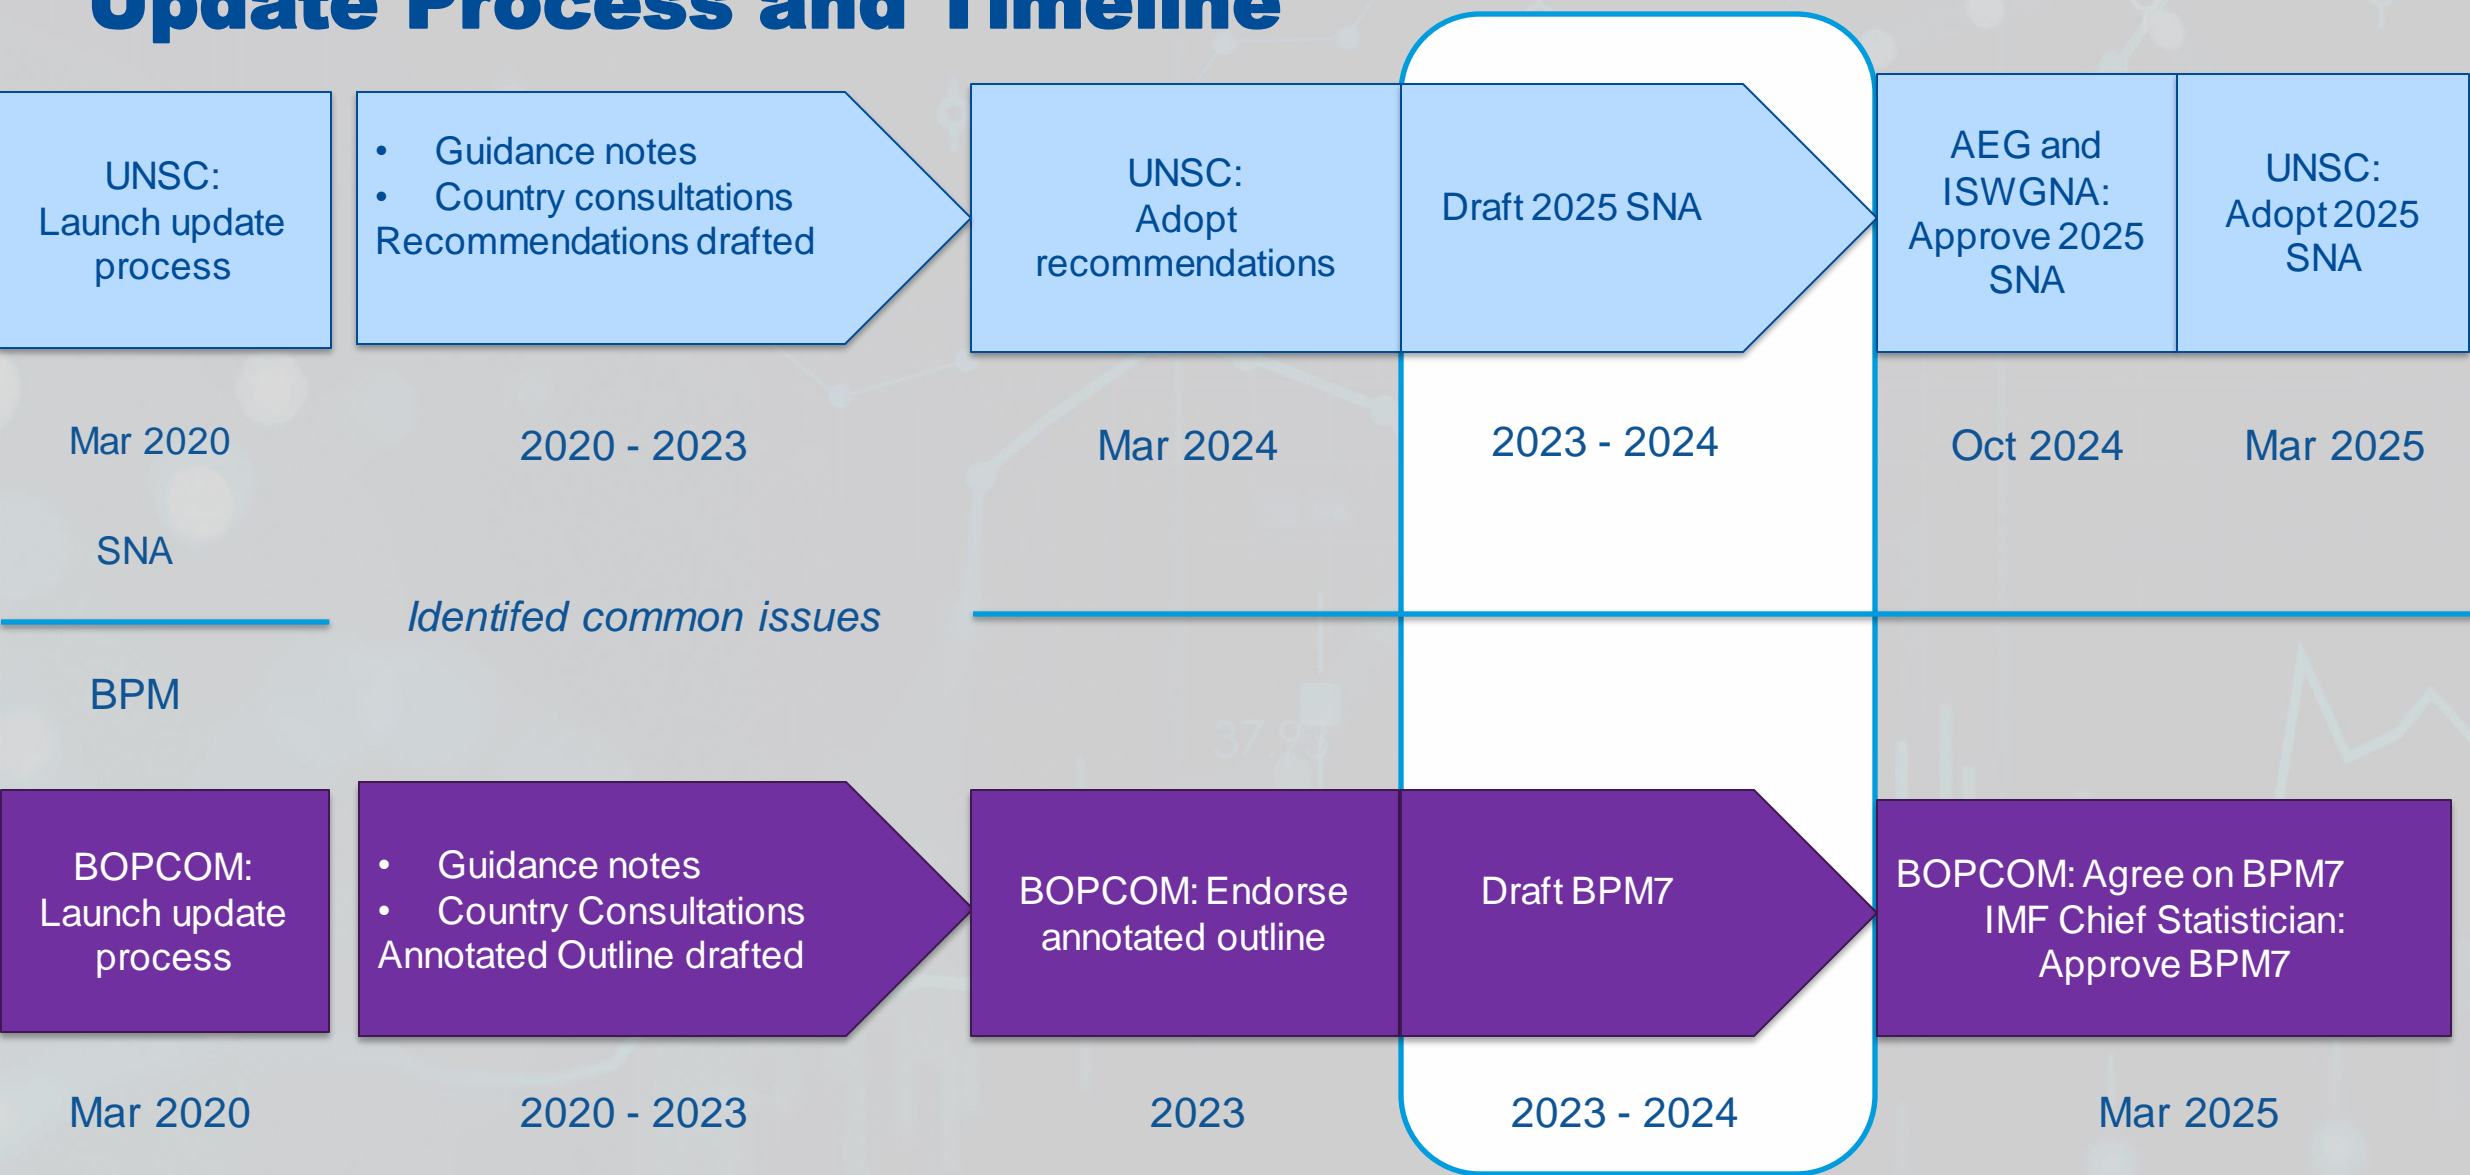 Update Process and Timeline
UNSC:
Launch update
process
• Guidance notes
• Country consultations
Recommendations drafted
UNSC:
Adopt
recommendations
Draft 2025 SNA
AEG and
ISWGNA:
Approve 2025
SNA
UNSC:
Adopt 2025
SNA
Mar 2020
2020 - 2023
Mar 2024
2023 - 2024
Oct 2024
Mar 2025
SNA
Identifed common issues
BPM
37.93
BOPCOM:
Launch update
process
• Guidance notes
• Country Consultations
Annotated Outline drafted
BOPCOM: Endorse
annotated outline
Draft BPM7
BOPCOM: Agree on BPM7
IMF Chief Statistician:
Approve BPM7
Mar 2020
2020 - 2023
2023
2023 - 2024
Mar 2025